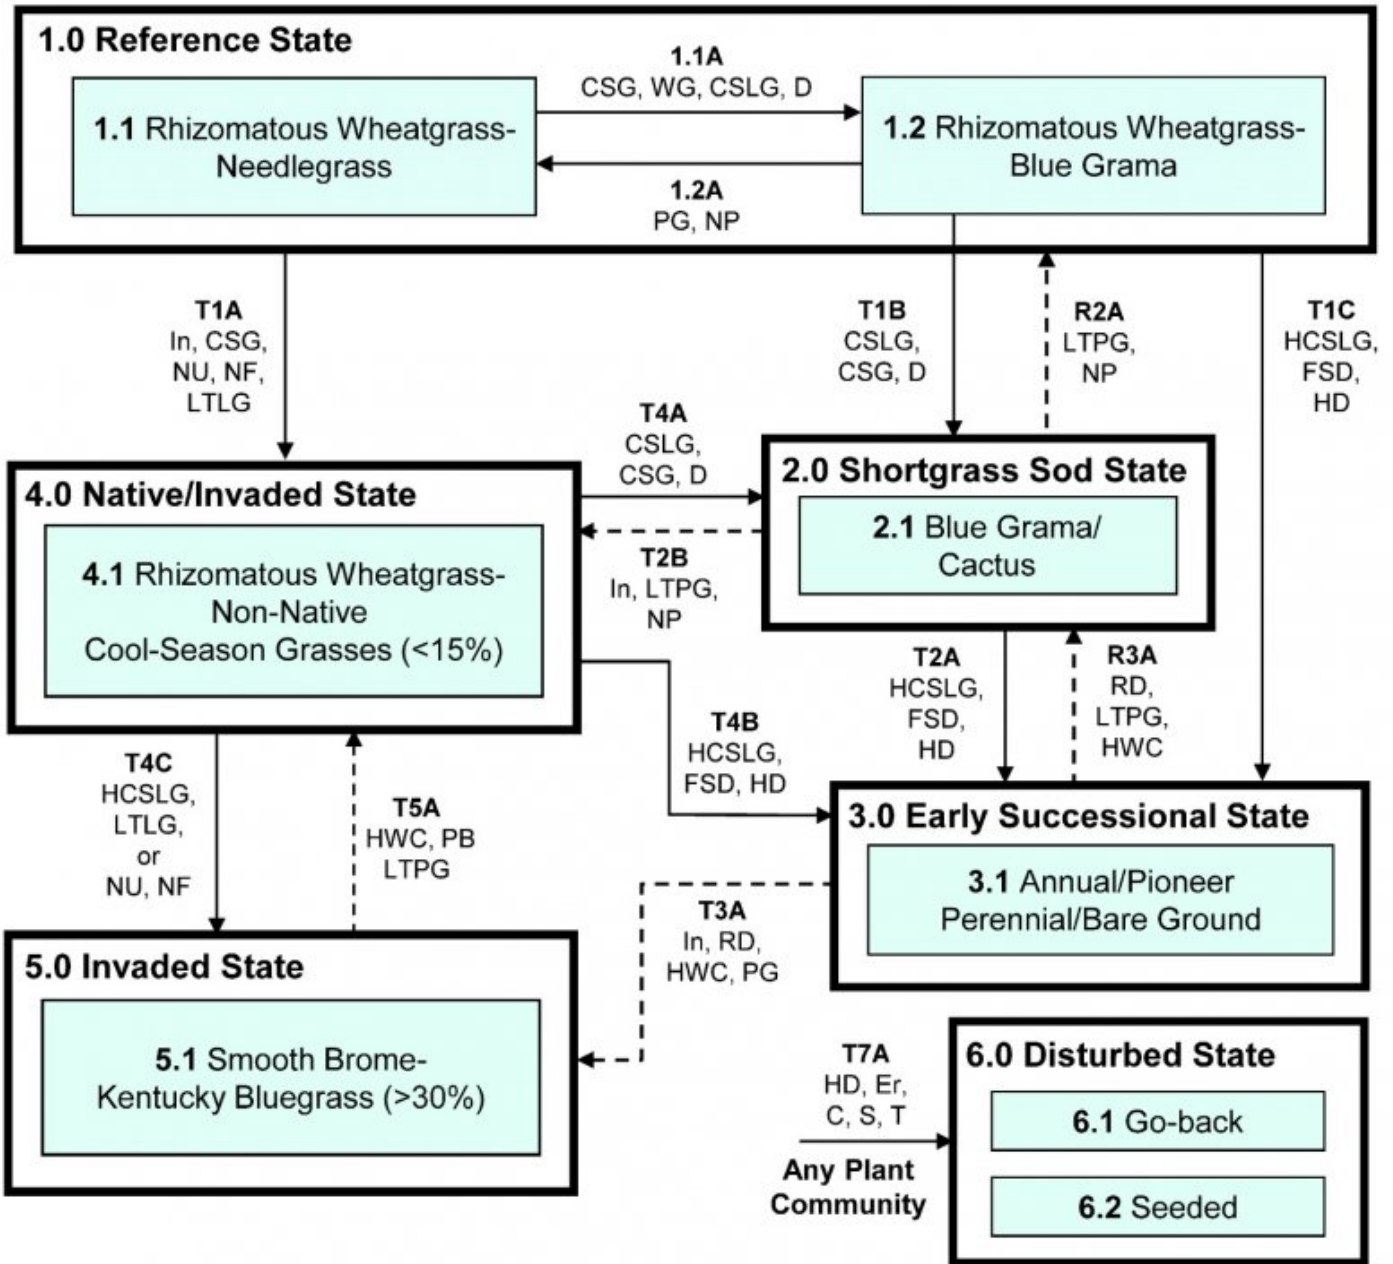 1.0 Reference State
1.1A
CSG, WG, CSLG, D
1.1 Rhizomatous Wheatgrass-
Needlegrass
1.2 Rhizomatous Wheatgrass-
Blue Grama
1.2A
PG, NP
T1A
In, CSG,
NU, NF,
LTLG
T1B
CSLG,
CSG, D
R2A
LTPG,
NP
T1C
HCSLG,
FSD,
HD
T4A
CSLG,
CSG, D
4.0 Native/Invaded State
4.1 Rhizomatous Wheatgrass-
Non-Native
Cool-Season Grasses (<15%)
2.0 Shortgrass Sod State
2.1 Blue Grama/
Cactus
T2B
In, LTPG,
NP
T2A
HCSLG,
FSD,
HD
R3A
RD,
LTPG,
HWC
T4B
HCSLG,
FSD, HD
T4C
HCSLG,
LTLG,
or
NU, NF
T5A
HWC, PB
LTPG
3.0 Early Successional State
3.1 Annual/Pioneer
Perennial/Bare Ground
T3A
In, RD,
HWC, PG
5.0 Invaded State
5.1 Smooth Brome-
Kentucky Bluegrass (>30%)
T7A
HD, Er,
C, S, T
Any Plant
Community
6.0 Disturbed State
6.1 Go-back
6.2 Seeded